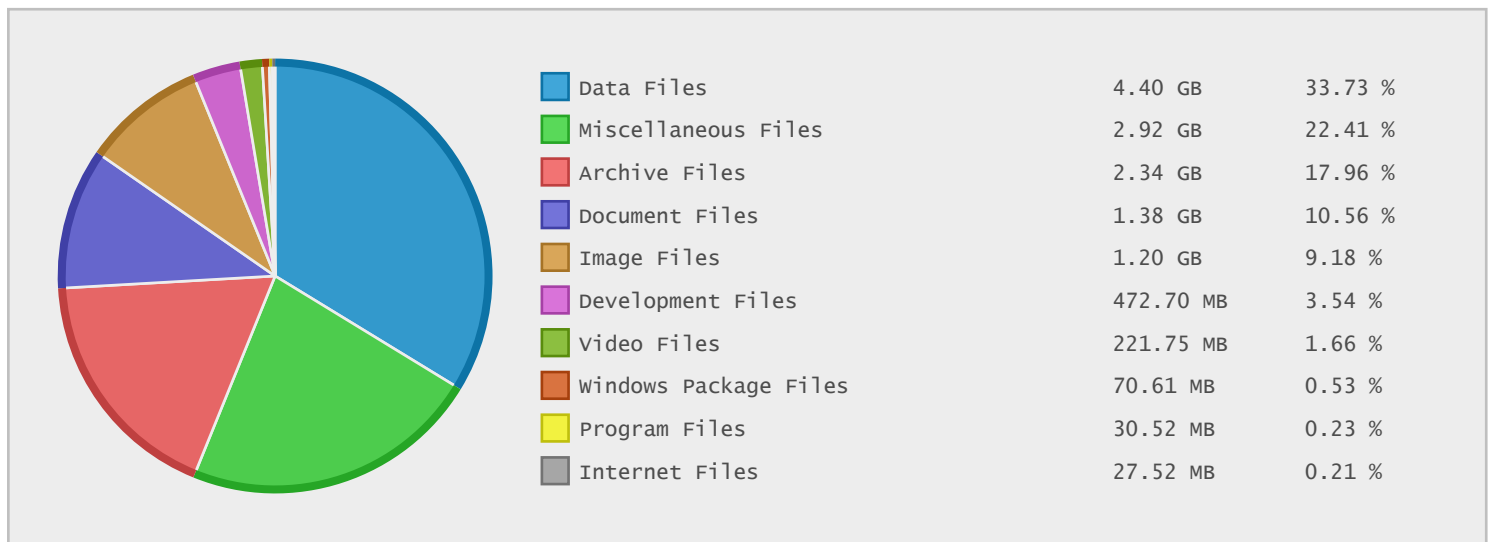 Data Files 4.40 GB 33.73 %
Miscellaneous Files 2.92 GB 22.41 %
Archive Files 2.34 GB 17.96 %
Document Files 1.38 GB 10.56 %
Image Files 1.20 GB 9.18 %
Development Files 472.70 MB 3.54 %
Video Files 221.75 MB 1.66 %
Windows Package Files 70.61 MB 0.53 %
Program Files 30.52 MB 0.23 %
Internet Files 27.52 MB 0.21 %